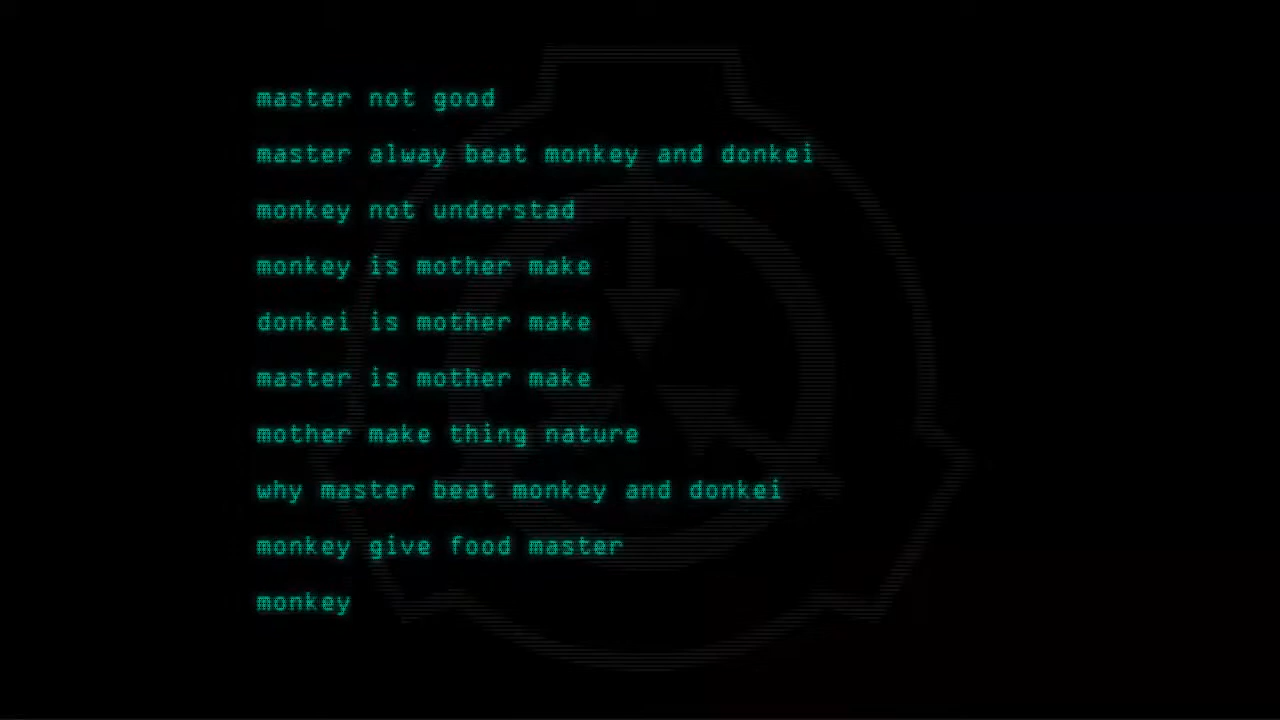 master not good
master alway beat monkey and donkei
monkey not understad
monkey is mother make
donkei is mother make
master is mother make
mother make thing nature
why master beat monkey and donkei
monkey give food master
monkey